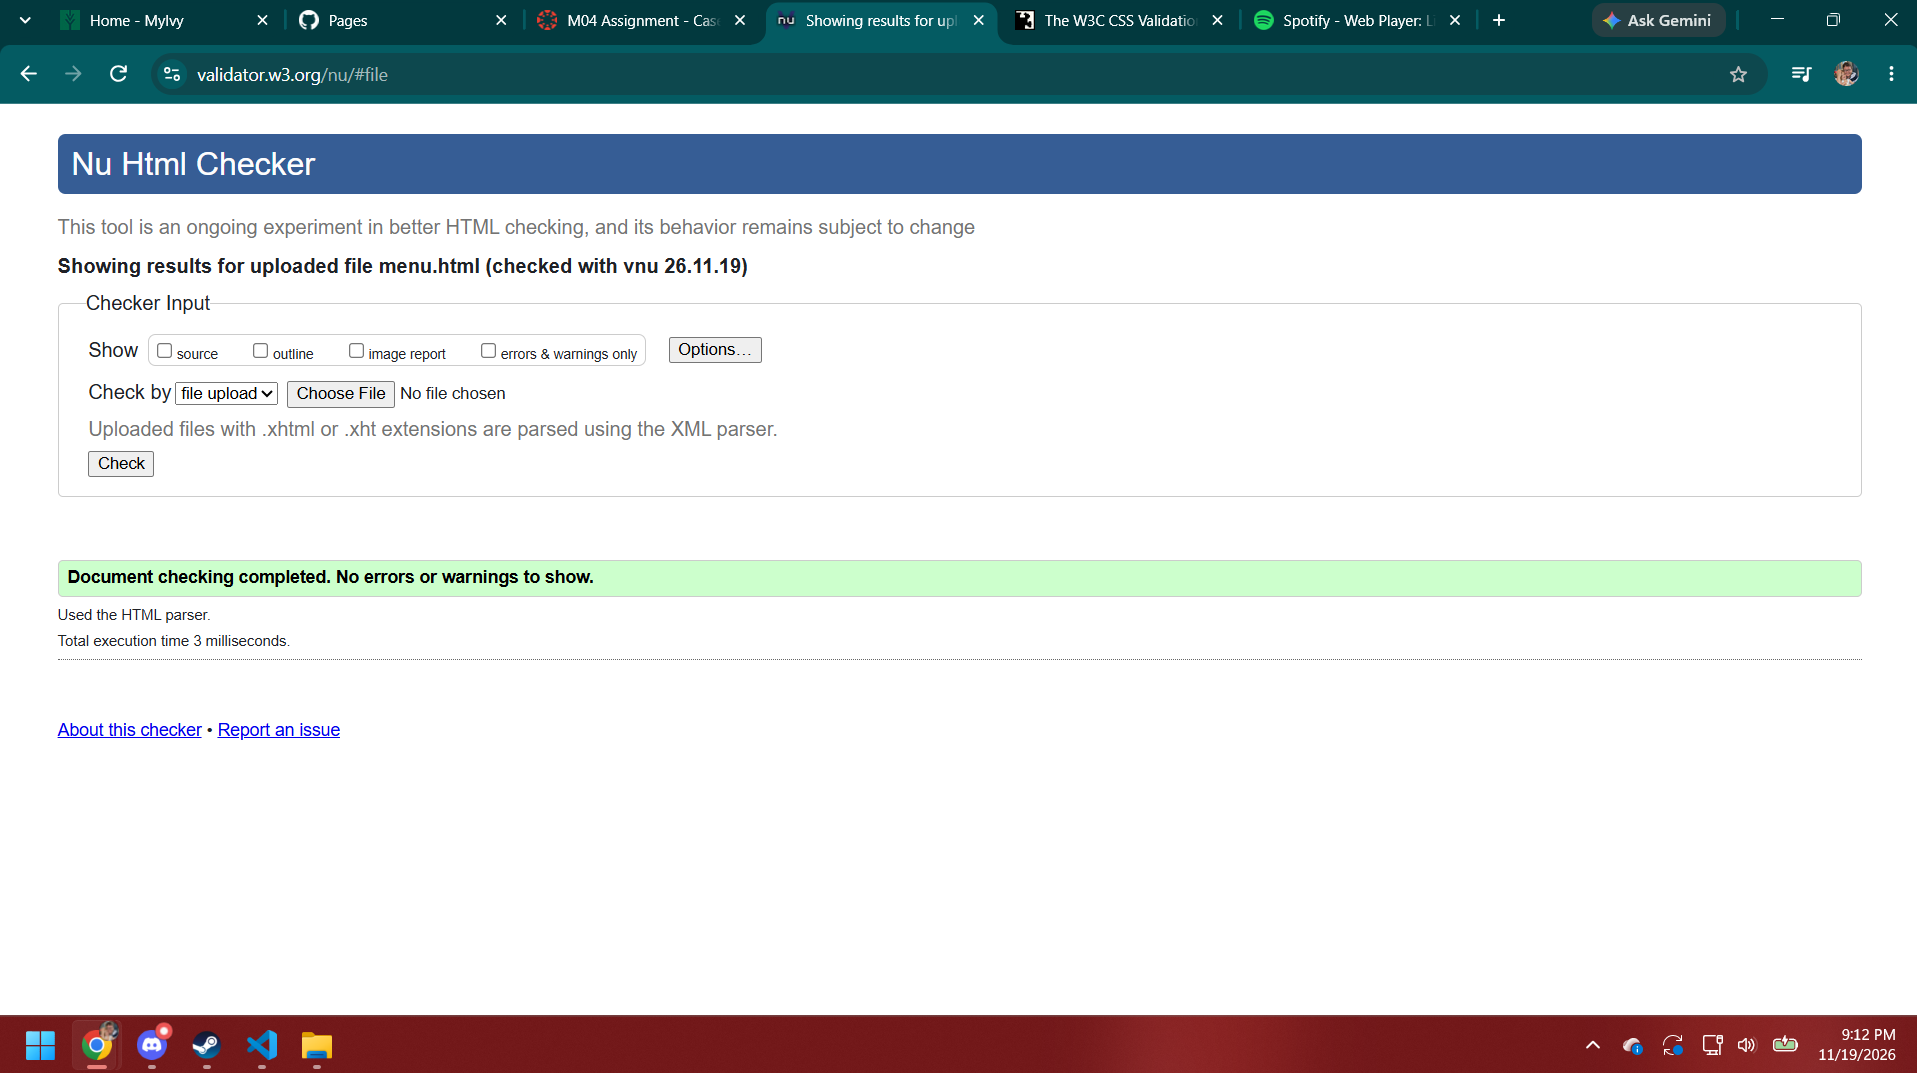 Home - MyIvy
Pages
M04 Assignment - Cas
Showing results for upl
The W3C CSS Validation
Spotify - Web Player: Li
Ask Gemini
validator.w3.org/nu/#file
Nu Html Checker
This tool is an ongoing experiment in better HTML checking, and its behavior remains subject to change
Showing results for uploaded file menu.html (checked with vnu 26.11.19)
Checker Input
Show source outline image report errors & warnings only Options...
Check by file upload Choose File No file chosen
Uploaded files with .xhtml or .xht extensions are parsed using the XML parser.
Check
Document checking completed. No errors or warnings to show.
Used the HTML parser.
Total execution time 3 milliseconds.
About this checker • Report an issue
9:12 PM
11/19/2026